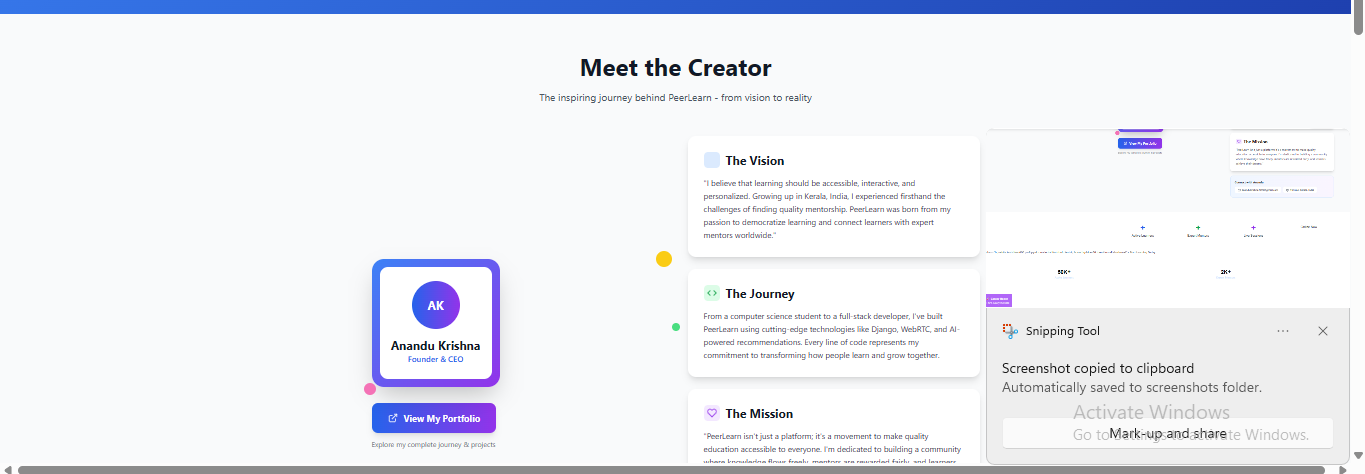 Meet the Creator
The inspiring journey behind PeerLearn - from vision to reality
AK
Anandu Krishna
Founder & CEO
View My Portfolio
Explore my complete journey & projects
The Vision
"I believe that learning should be accessible, interactive, and
personalized. Growing up in Kerala, India, I experienced firsthand the
challenges of finding quality mentorship. PeerLearn was born from my
passion to democratize learning and connect learners with expert
mentors worldwide."
The Journey
From a computer science student to a full-stack developer, I've built
PeerLearn using cutting-edge technologies like Django, WebRTC, and AI-
powered recommendations. Every line of code represents my
commitment to transforming how people learn and grow together.
The Mission
"PeerLearn isn't just a platform; it's a movement to make quality
education accessible to everyone. I'm dedicated to building a community
where knowledge flows freely, mentors are rewarded fairly, and learners
View My Portfolio
The Mission
50K+
2K+
Snipping Tool
Screenshot copied to clipboard
Automatically saved to screenshots folder.
Mark-up and share
Activate Windows
Go to Settings to activate Windows.